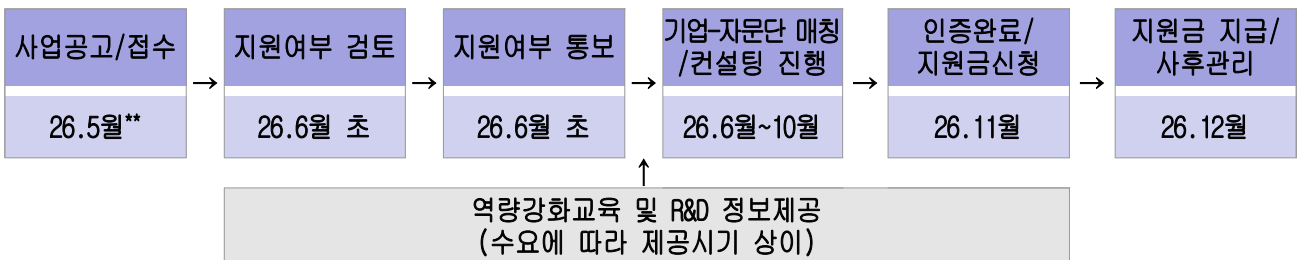 사업공고/접수
26.5월**
→
지원여부 검토
26.6월 초
→
지원여부 통보
26.6월 초
→
기업-자문단 매칭
/컨설팅 진행
26.6월~10월
→
인증완료/
지원금신청
26.11월
→
지원금 지급/
사후관리
26.12월
↑
역량강화교육 및 R&D 정보제공
(수요에 따라 제공시기 상이)